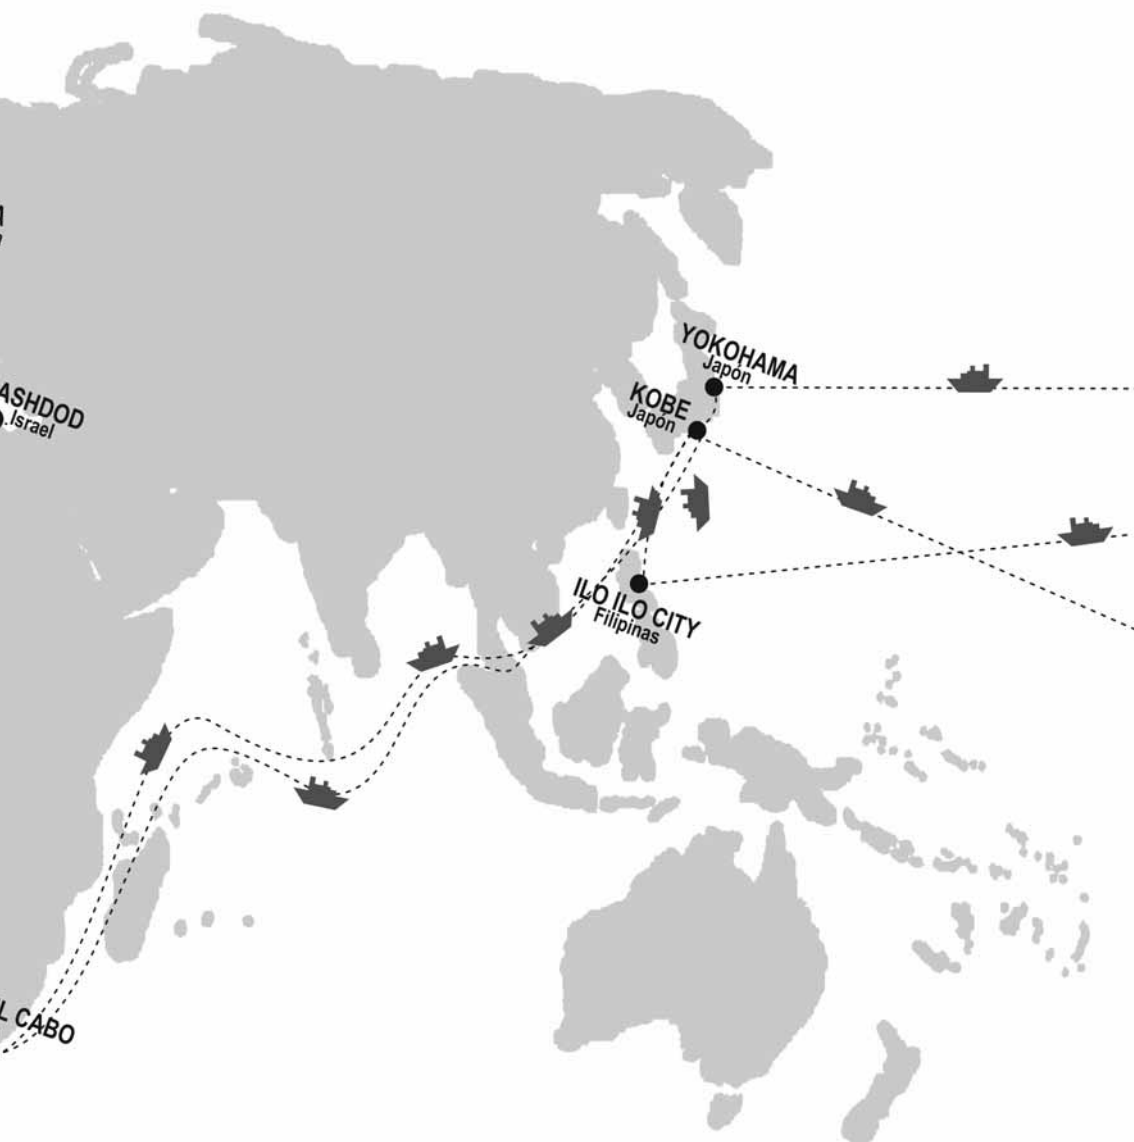 YOKOHAMA
Japón
KOBE
Japón
ASHDOD
Israel
ILO ILO CITY
Filipinas
L CABO